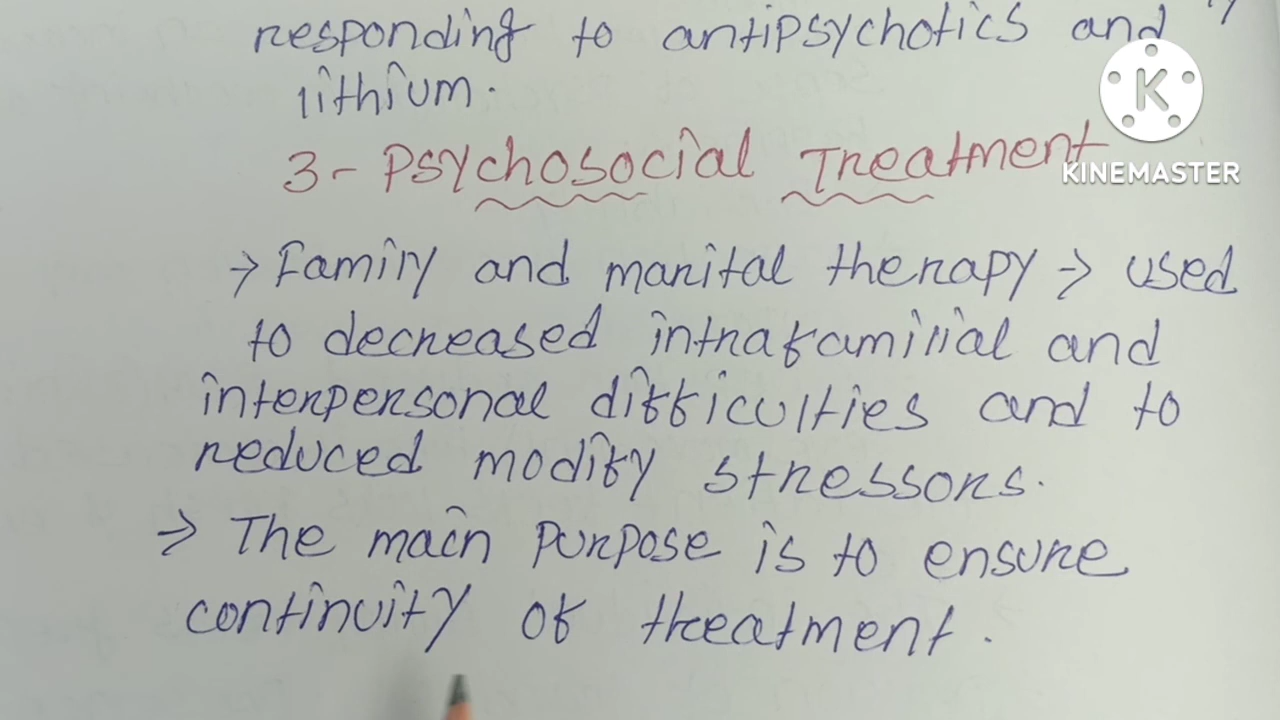 responding to antipsychotics and
lithium.
K
KINEMASTER
3- Psychosocial Treatment
→ Family and marital therapy → used
to decreased intrafamilial and
interpersonal difficulties and to
reduced modify stressors.
→ The main purpose is to ensure
continuity of treatment.